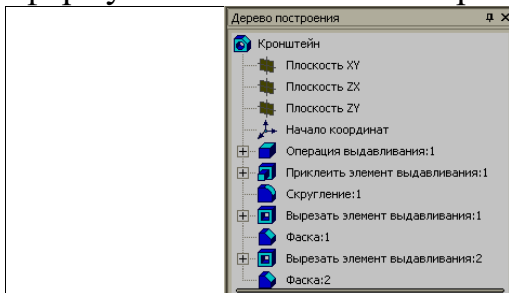 Дерево построения
Кронштейн
Плоскость XY
Плоскость ZX
Плоскость ZY
Начало координат
Операция выдавливания:1
Приклеить элемент выдавливания:1
Скругление:1
Вырезать элемент выдавливания:1
Фаска:1
Вырезать элемент выдавливания:2
Фаска:2